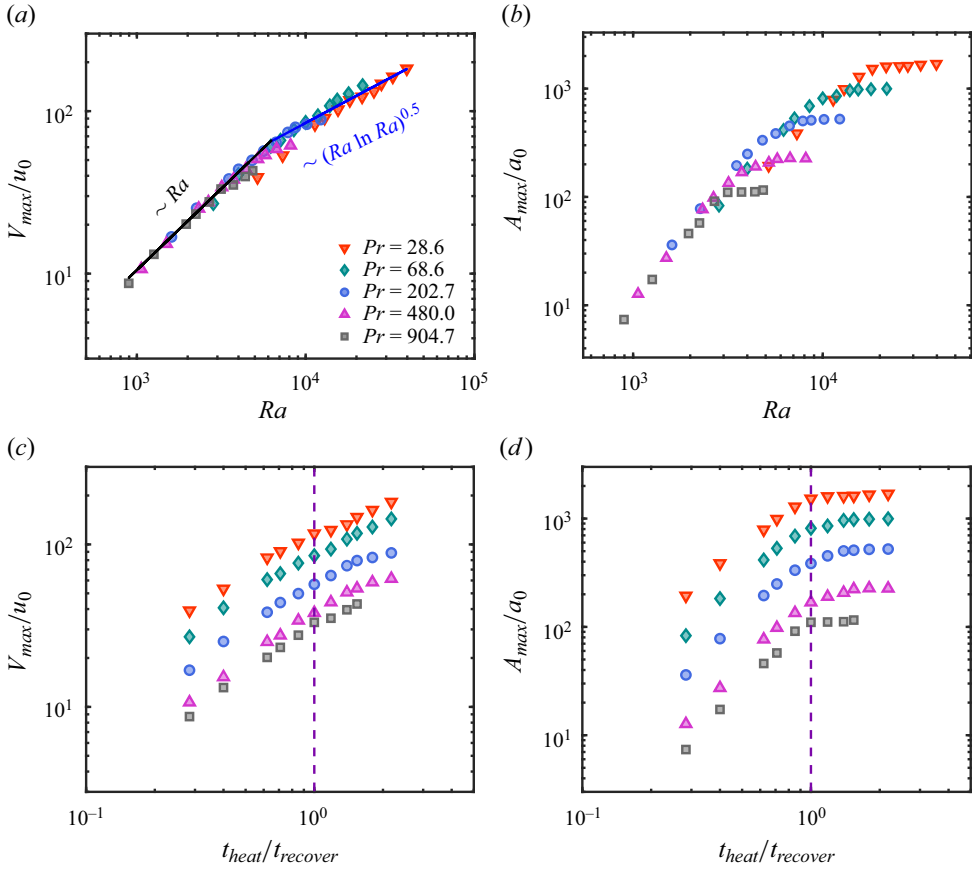 (a)
V_max/u_0
10^2
10^1
10^3
10^4
10^5
Ra
~ Ra
~ (Ra ln Ra)^0.5
Pr = 28.6
Pr = 68.6
Pr = 202.7
Pr = 480.0
Pr = 904.7
(b)
A_max/a_0
10^3
10^2
10^1
10^3
10^4
Ra
(c)
V_max/u_0
10^2
10^1
10^−1
10^0
t_heat/t_recover
(d)
A_max/a_0
10^3
10^2
10^1
10^−1
10^0
t_heat/t_recover